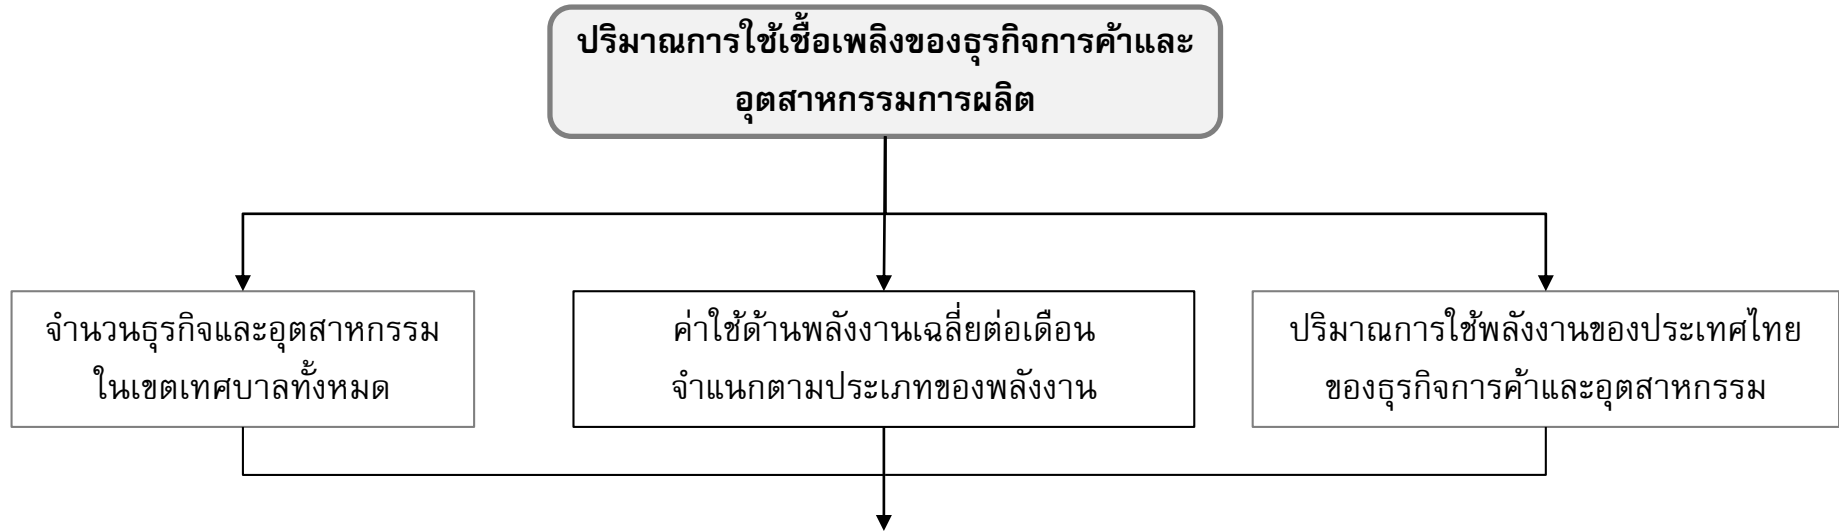 ปริมาณการใช้เชื้อเพลิงของธุรกิจการค้าและ
อุตสาหกรรมการผลิต
จำนวนธุรกิจและอุตสาหกรรม
ในเขตเทศบาลทั้งหมด
ค่าใช้ด้านพลังงานเฉลี่ยต่อเดือน
จำแนกตามประเภทของพลังงาน
ปริมาณการใช้พลังงานของประเทศไทย
ของธุรกิจการค้าและอุตสาหกรรม